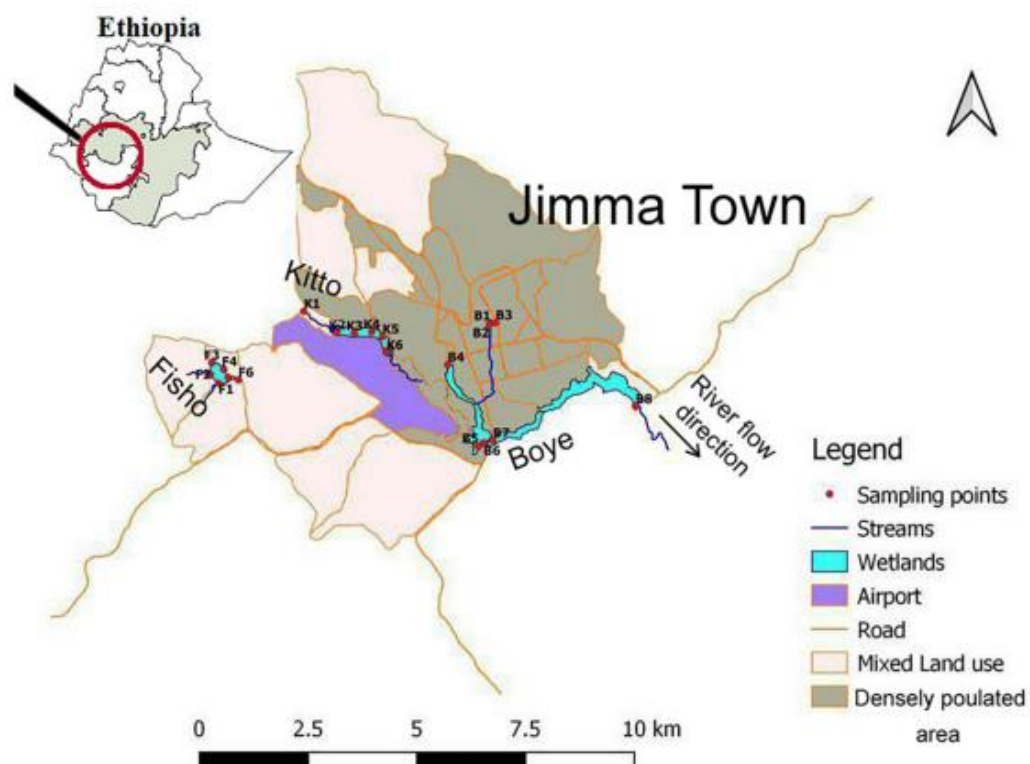 Ethiopia
Jimma Town
Kitto
K1
K2 K3 K4 K5
K6
B1 B3
B2
B4
F3
F4
F2
F6
F1
Fisho
B8
B7
B6
Boye
River flow
direction
Legend
Sampling points
Streams
Wetlands
Airport
Road
Mixed Land use
Densely poulated
area
0 2.5 5 7.5 10 km